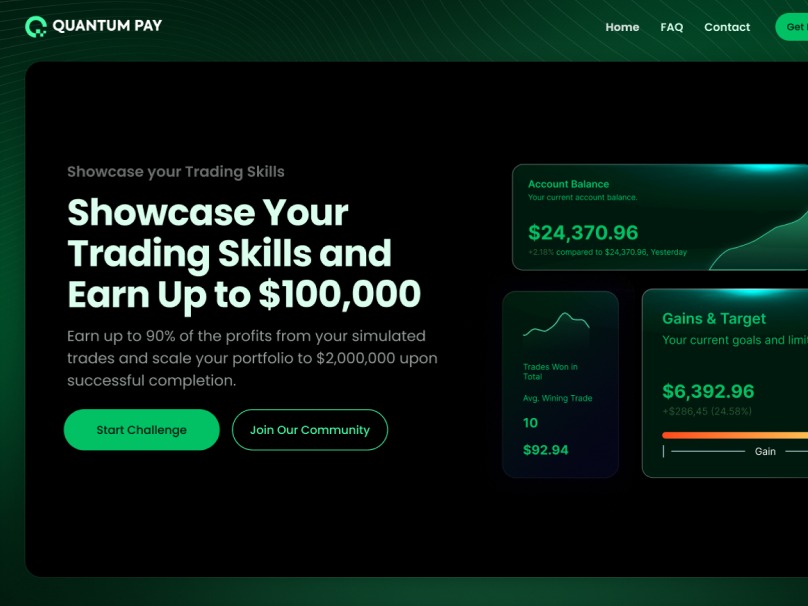 QUANTUM PAY
Home FAQ Contact Get
Showcase your Trading Skills
Showcase Your
Trading Skills and
Earn Up to $100,000
Earn up to 90% of the profits from your simulated
trades and scale your portfolio to $2,000,000 upon
successful completion.
Start Challenge
Join Our Community
Account Balance
Your current account balance.
$24,370.96
+2.18% compared to $24,370.96, Yesterday
Trades Won in
Total
Avg. Wining Trade
10
$92.94
Gains & Target
Your current goals and limit
$6,392.96
+$286,45 (24.58%)
Gain